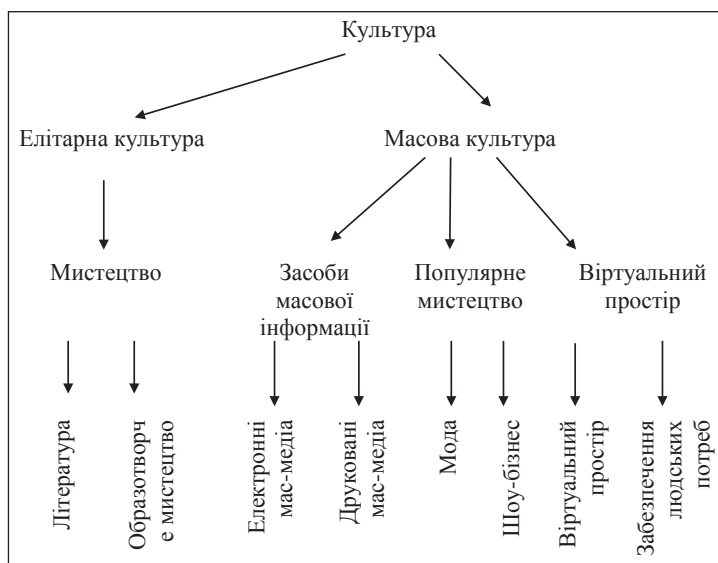 Культура
Елітарна культура
Масова культура
Мистецтво
Засоби
масової
інформації
Популярне
мистецтво
Віртуальний
простір
Література
Образотворч
е мистецтво
Електронні
мас-медіа
Друковані
мас-медіа
Мода
Шоу-бізнес
Віртуальний
простір
Забезпечення
людських
потреб